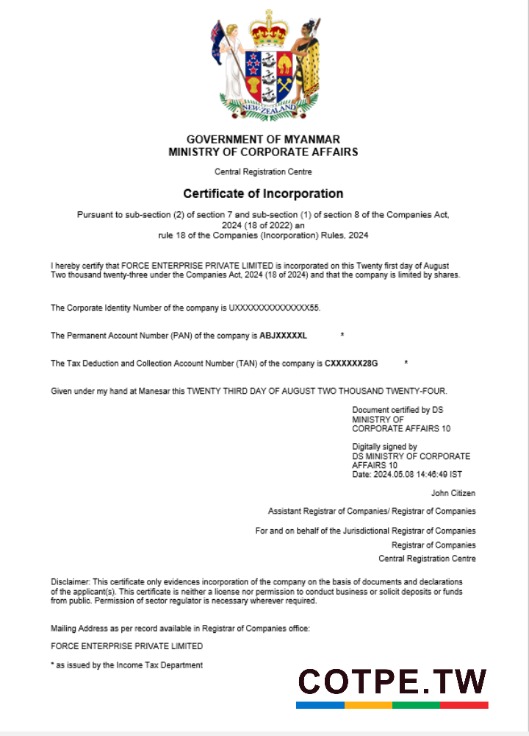 NEW ZEALAND
GOVERNMENT OF MYANMAR
MINISTRY OF CORPORATE AFFAIRS
Central Registration Centre
Certificate of Incorporation
Pursuant to sub-section (2) of section 7 and sub-section (1) of section 8 of the Companies Act,
2024 (18 of 2022) an
rule 18 of the Companies (Incorporation) Rules, 2024
I hereby certify that FORCE ENTERPRISE PRIVATE LIMITED is incorporated on this Twenty first day of August
Two thousand twenty-three under the Companies Act, 2024 (18 of 2024) and that the company is limited by shares.
The Corporate Identity Number of the company is UXXXXXXXXXXXXXX55.
The Permanent Account Number (PAN) of the company is ABJXXXXXL *
The Tax Deduction and Collection Account Number (TAN) of the company is CXXXXXX28G *
Given under my hand at Manesar this TWENTY THIRD DAY OF AUGUST TWO THOUSAND TWENTY-FOUR.
Document certified by DS
MINISTRY OF
CORPORATE AFFAIRS 10
Digitally signed by
DS MINISTRY OF CORPORATE
AFFAIRS 10
Date: 2024.05.08 14:46:49 IST
John Citizen
Assistant Registrar of Companies/ Registrar of Companies
For and on behalf of the Jurisdictional Registrar of Companies
Registrar of Companies
Central Registration Centre
Disclaimer: This certificate only evidences incorporation of the company on the basis of documents and declarations
of the applicant(s). This certificate is neither a license nor permission to conduct business or solicit deposits or funds
from public. Permission of sector regulator is necessary wherever required.
Mailing Address as per record available in Registrar of Companies office:
FORCE ENTERPRISE PRIVATE LIMITED
* as issued by the Income Tax Department
COTPE.TW